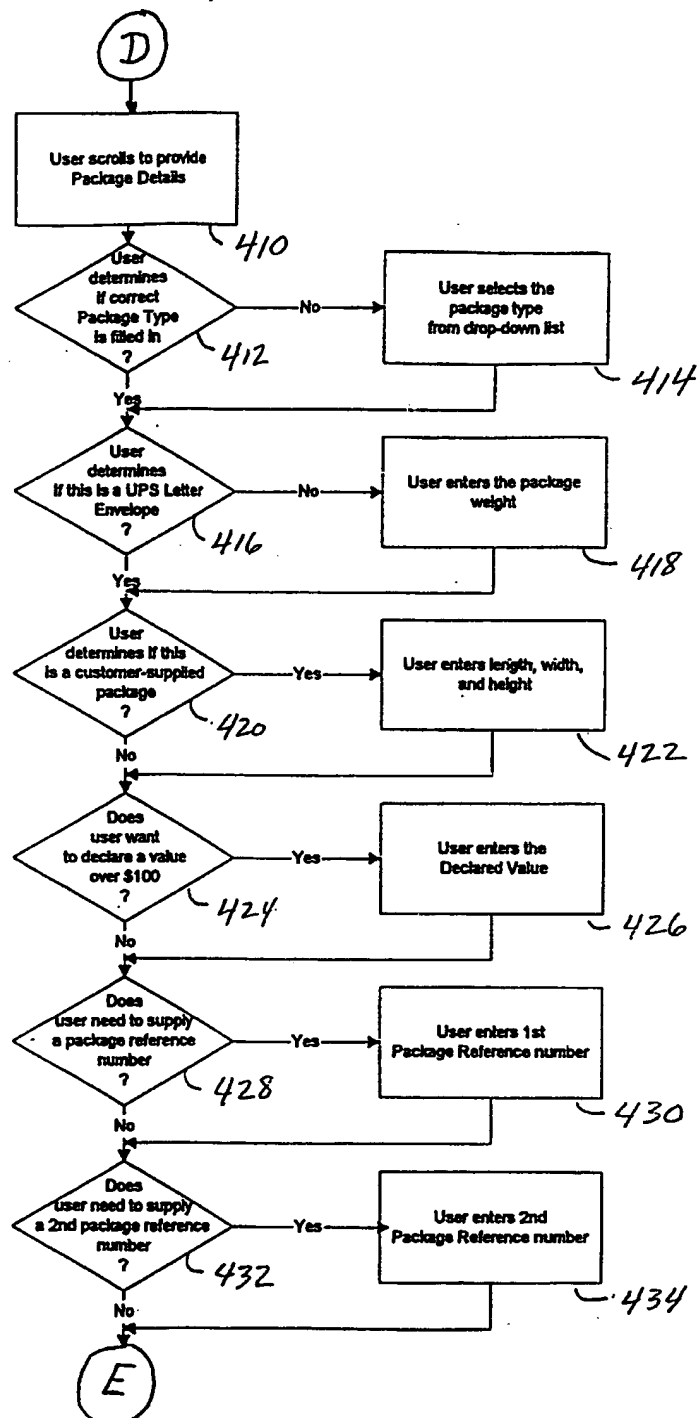 D
User scrolls to provide
Package Details
410
User
determines
if correct
Package Type
is filled in
?
412
No
User selects the
package type
from drop-down list
414
Yes
User
determines
if this is a UPS Letter
Envelope
?
416
No
User enters the package
weight
418
Yes
User
determines if this
is a customer-supplied
package
?
420
Yes
User enters length, width,
and height
422
No
Does
user want
to declare a value
over $100
?
424
Yes
User enters the
Declared Value
426
No
Does
user need to supply
a package reference
number
?
428
Yes
User enters 1st
Package Reference number
430
No
Does
user need to supply
a 2nd package reference
number
?
432
Yes
User enters 2nd
Package Reference number
434
No
E